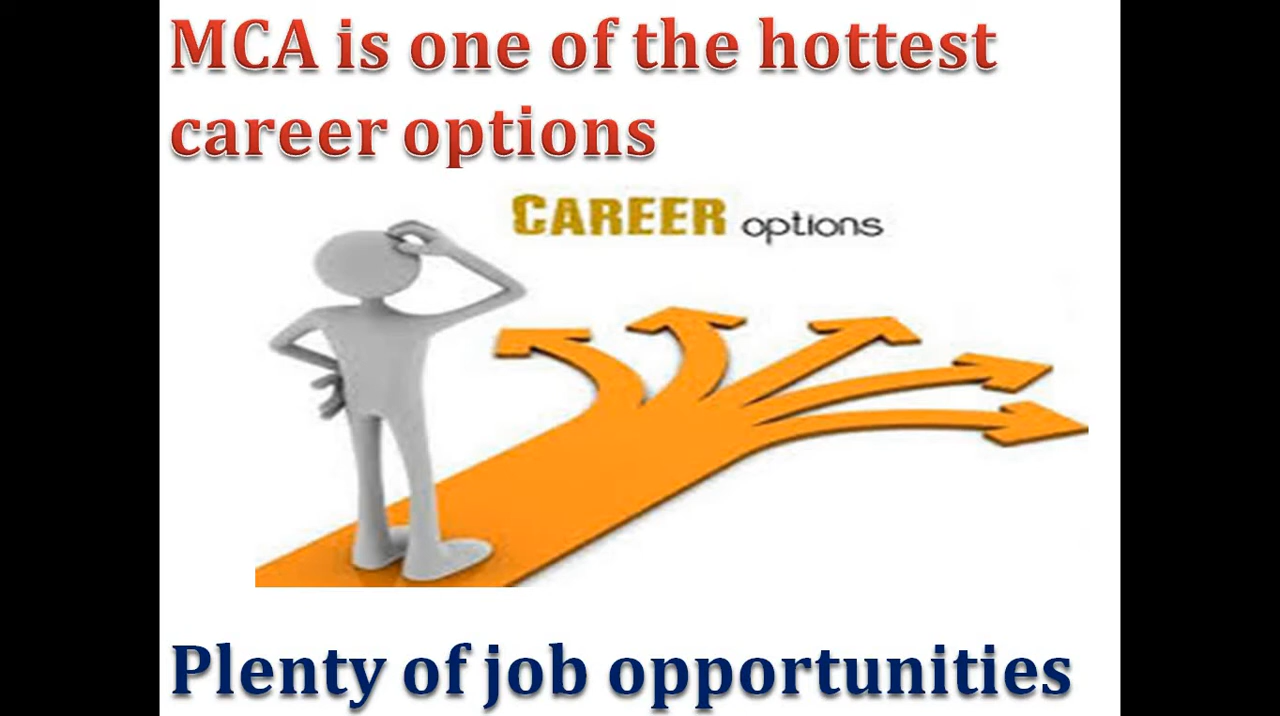 MCA is one of the hottest
career options
CAREER options
Plenty of job opportunities